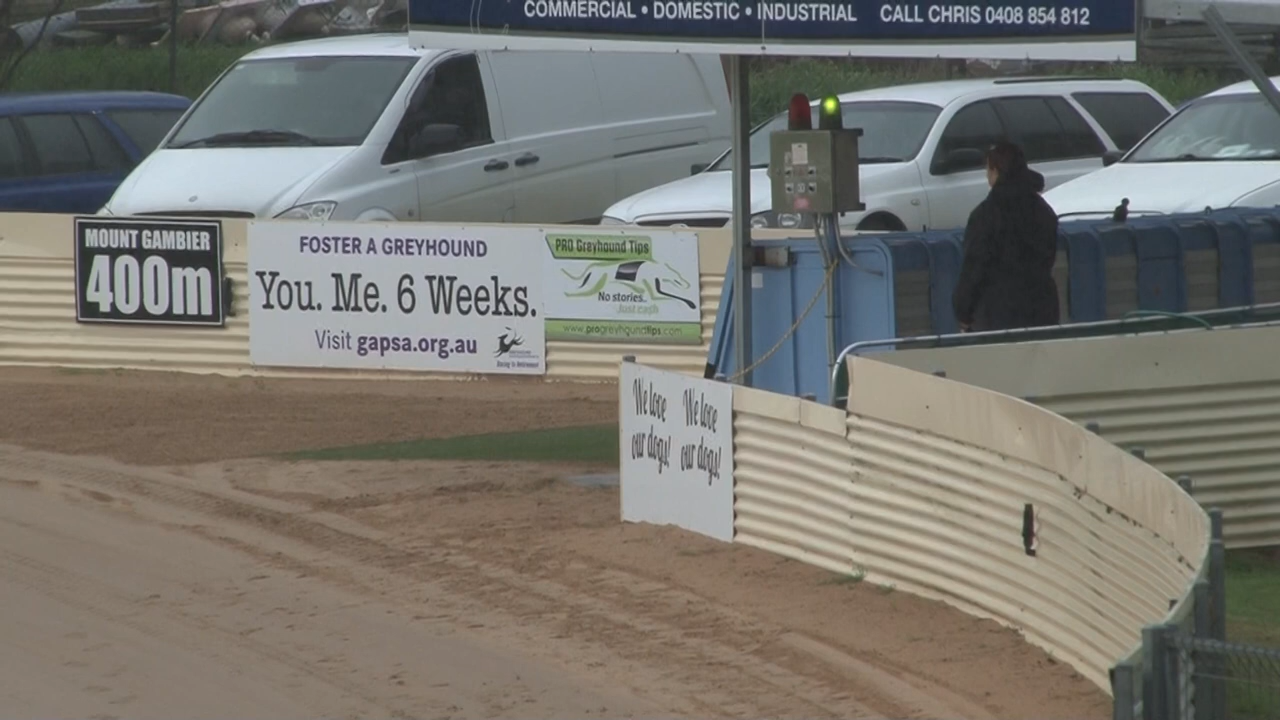 COMMERCIAL • DOMESTIC • INDUSTRIAL CALL CHRIS 0408 854 812
MOUNT GAMBIER
400m
FOSTER A GREYHOUND
You. Me. 6 Weeks.
Visit gapsa.org.au
PRO Greyhound Tips
No stories..
Just cash
www.progreyhoundtips.com
We love
our dogs!
We love
our dogs!